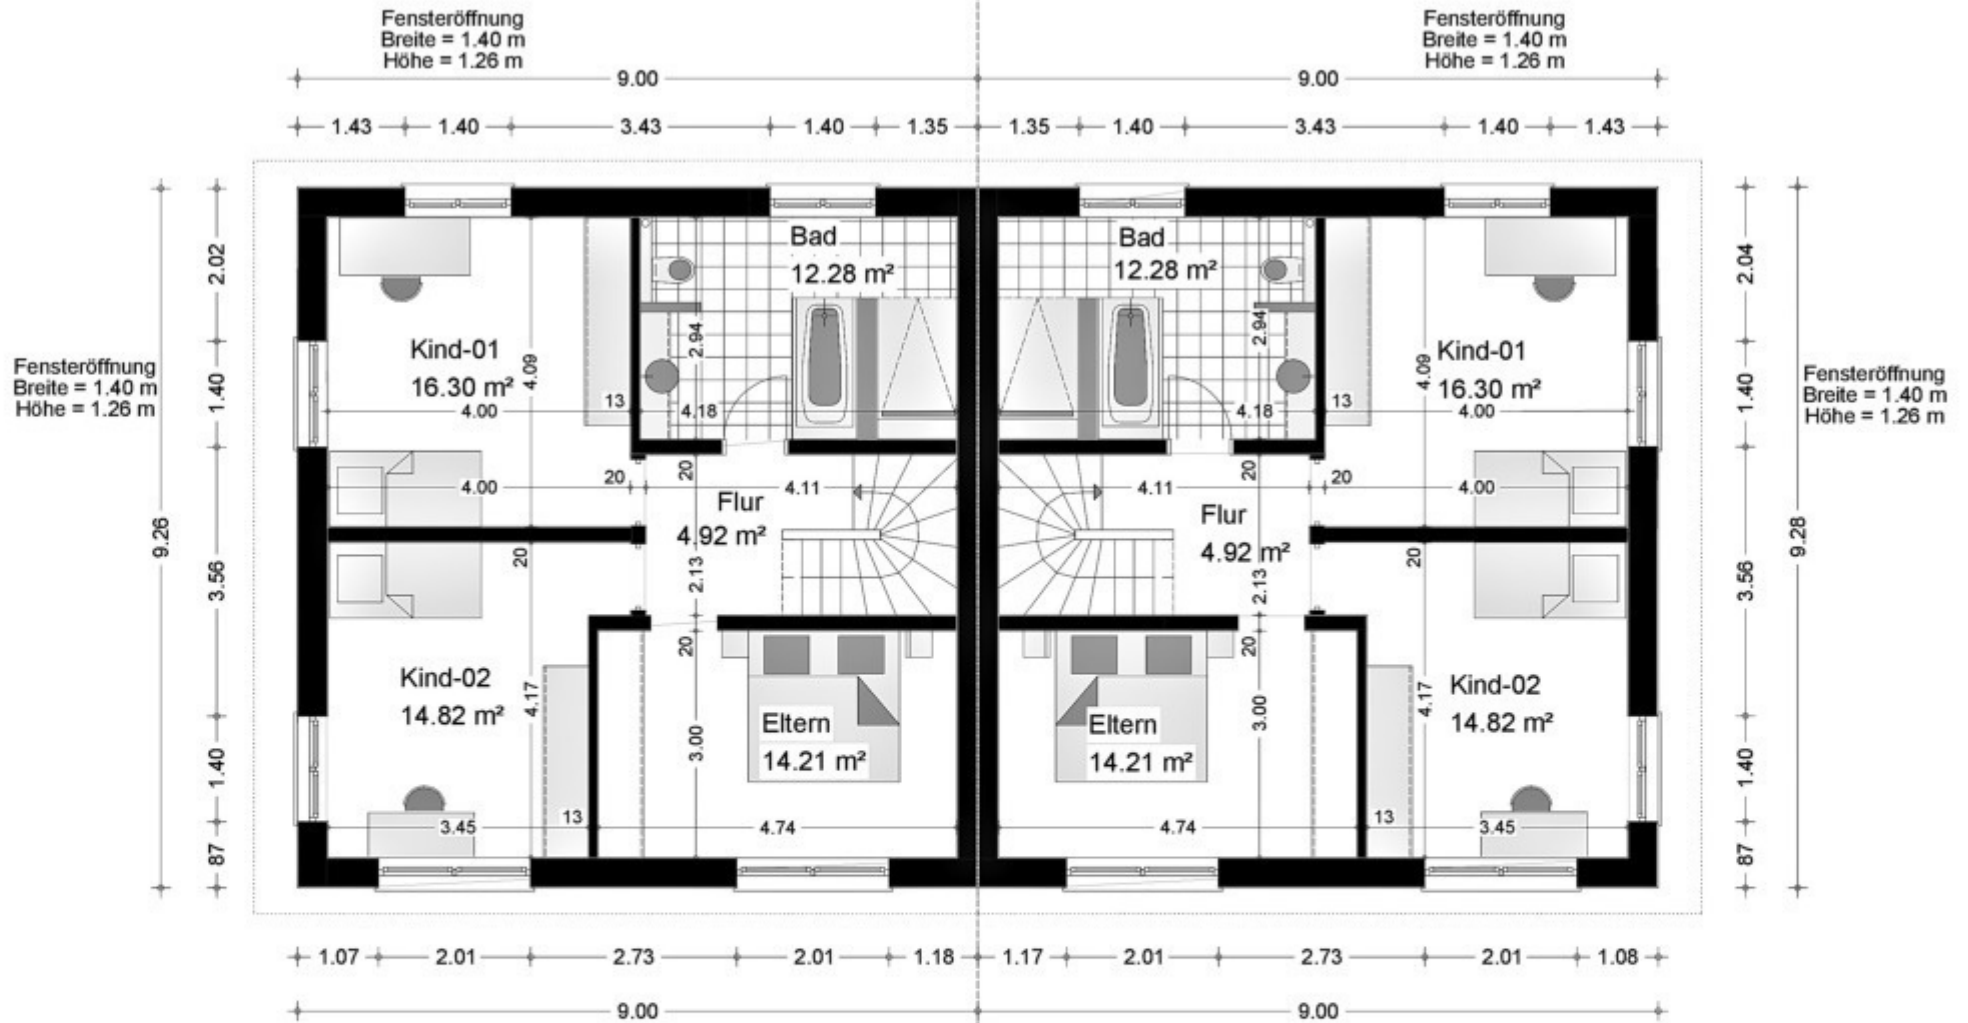 Fensteröffnung
Breite = 1.40 m
Höhe = 1.26 m
Fensteröffnung
Breite = 1.40 m
Höhe = 1.26 m
9.00
9.00
1.43
1.40
3.43
1.40
1.35
1.35
1.40
3.43
1.40
1.43
Fensteröffnung
Breite = 1.40 m
Höhe = 1.26 m
9.26
2.02
1.40
3.56
1.40
87
Kind-01
16.30 m²
4.09
4.00
13
4.00
20
Bad
12.28 m²
2.94
4.18
20
4.11
Flur
4.92 m²
2.13
20
Kind-02
14.82 m²
4.17
3.45
13
20
Eltern
14.21 m²
3.00
4.74
Bad
12.28 m²
2.94
4.18
13
Kind-01
16.30 m²
4.09
4.00
4.11
20
20
4.00
Flur
4.92 m²
2.13
20
20
Eltern
14.21 m²
3.00
4.74
Kind-02
14.82 m²
4.17
13
3.45
2.04
1.40
3.56
1.40
87
9.28
Fensteröffnung
Breite = 1.40 m
Höhe = 1.26 m
1.07
2.01
2.73
2.01
1.18
1.17
2.01
2.73
2.01
1.08
9.00
9.00